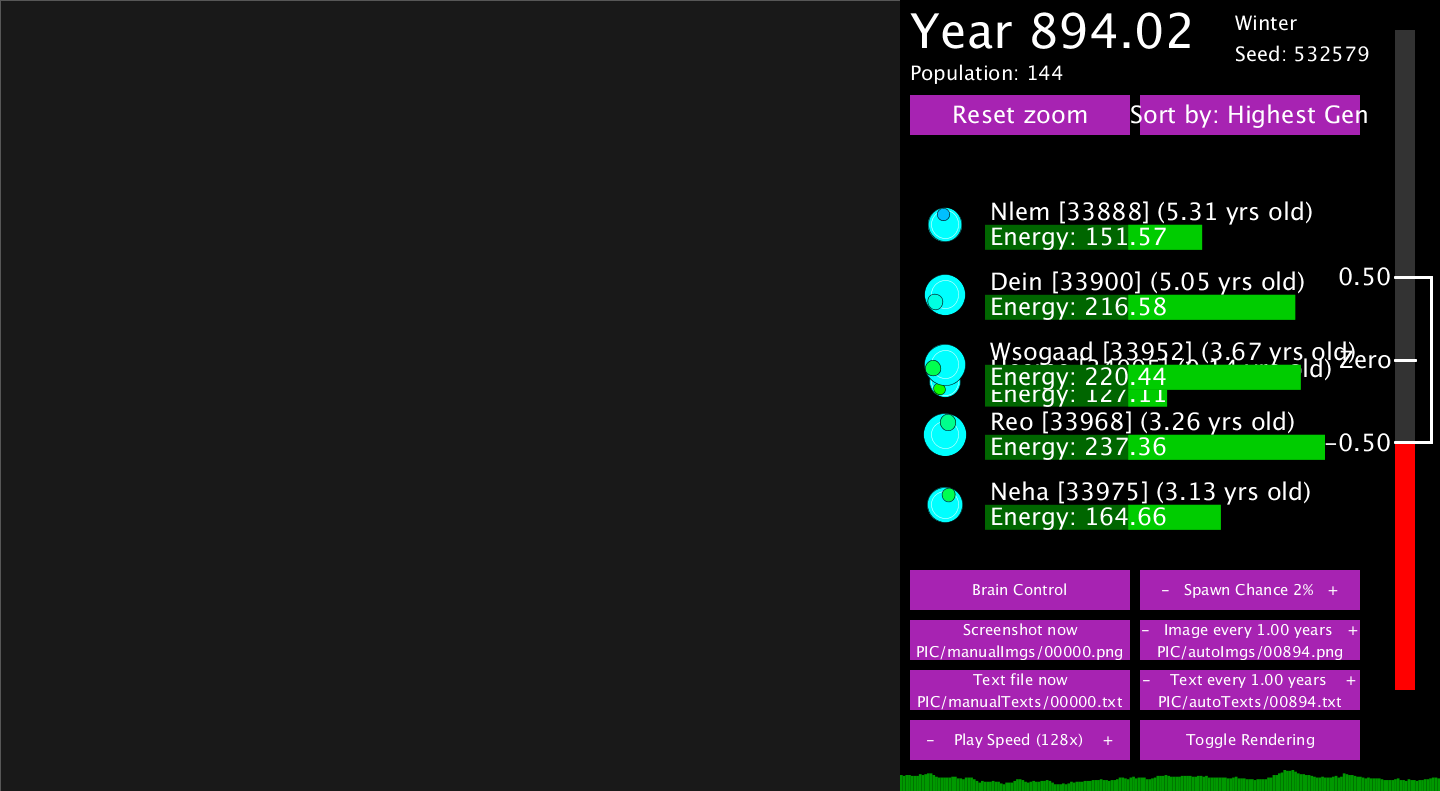 Year 894.02
Winter
Seed: 532579
Population: 144
Reset zoom
Sort by: Highest Gen
Nlem [33888] (5.31 yrs old)
Energy: 151.57
Dein [33900] (5.05 yrs old)
Energy: 216.58
0.50
Wsogaad [33952] (3.67 yrs old)
Zero
old)
Energy: 220.44
Energy: 127.11
Reo [33968] (3.26 yrs old)
Energy: 237.36
-0.50
Neha [33975] (3.13 yrs old)
Energy: 164.66
Brain Control
- Spawn Chance 2% +
Screenshot now
PIC/manualImgs/00000.png
- Image every 1.00 years +
PIC/autoImgs/00894.png
Text file now
PIC/manualTexts/00000.txt
- Text every 1.00 years +
PIC/autoTexts/00894.txt
- Play Speed (128x) +
Toggle Rendering